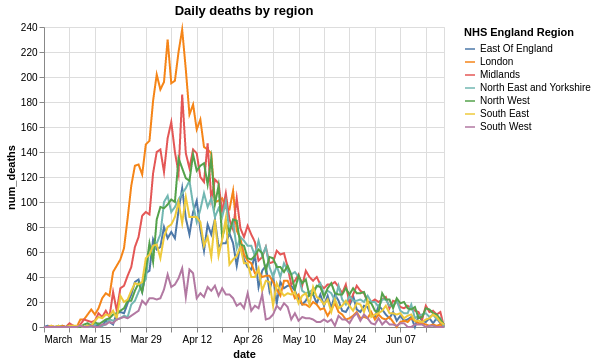 Daily deaths by region
240
220
200
180
160
140
120
100
80
60
40
20
0
num_deaths
March Mar 15 Mar 29 Apr 12 Apr 26 May 10 May 24 Jun 07
date
NHS England Region
East Of England
London
Midlands
North East and Yorkshire
North West
South East
South West